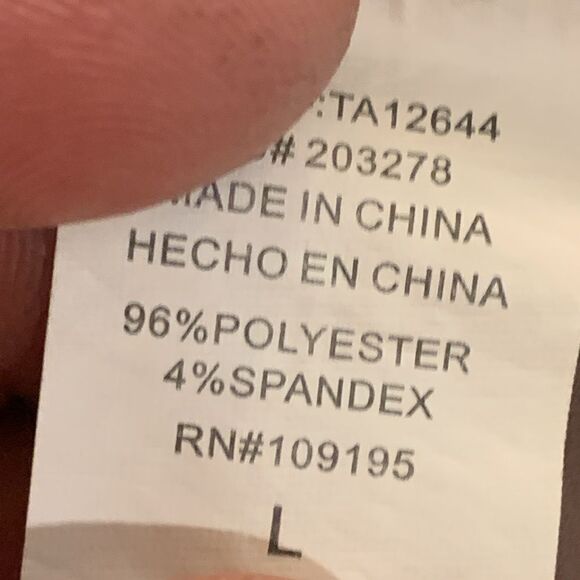 :TA12644
# 203278
MADE IN CHINA
HECHO EN CHINA
96%POLYESTER
4%SPANDEX
RN#109195
L